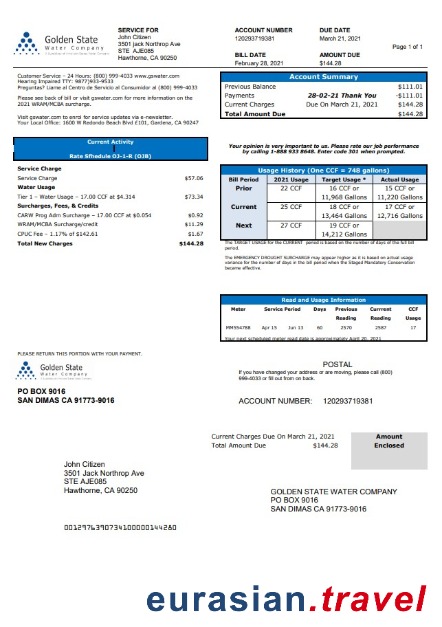 Golden State
Water Company
SERVICE FOR
John Citizen
3501 jack Northrop Ave
STE AJE085
Hawthorne, CA 90250
ACCOUNT NUMBER
120293719381
DUE DATE
March 21, 2021
BILL DATE
February 28, 2021
AMOUNT DUE
$144.28
Page 1 of 1
Customer Service – 24 Hours: (800) 999-4033 www.gswater.com
Hearing Impaired TTY: (877)933-9533
Preguntas? Llame al Centro de Servicio al Consumidor al (800) 999-4033
Please see back of bill or visit gswater.com for more information on the
2021 WRAM/MCBA surcharge.
Visit gswater.com to enrol for service updates via e-newsletter.
Your Local Office: 1600 W Redondo Beach Blvd E101, Gardena, CA 90247
Account Summary
Previous Balance $111.01
Payments 28-02-21 Thank You -$111.01
Current Charges Due On March 21, 2021 $144.28
Total Amount Due $144.28
Current Activity
Rate Sfhedule OJ-1-R (OJB)
Service Charge
Service Charge $57.06
Water Usage
Tier 1 – Water Usage – 17.00 CCF at $4.314 $73.34
Surcharges, Fees, & Credits
CARW Prog Adm Surcharge – 17.00 CCF at $0.054 $0.92
WRAM/MCBA Surcharge/credit $11.29
CPUC Fee – 1.17% of $142.61 $1.67
Total New Charges $144.28
Your opinion is very important to us. Please rate our job performance
by calling 1-858 933 8648. Enter code 301 when prompted.
Usage History (One CCF = 748 gallons)
Bill Period 2021 Usage Target Usage * Actual Usage
Prior 22 CCF 16 CCF or 11,968 Gallons 15 CCF or 11,220 Gallons
Current 25 CCF 18 CCF or 13,464 Gallons 17 CCF or 12,716 Gallons
Next 27 CCF 19 CCF or 14,212 Gallons
The TARGET USAGE for the CURRENT period is based on the number of days of the full bill
period.
The EMERGENCY DROUGHT SURCHARGE may appear higher as it is based on actual usage
variance for the number of days in the bill period when the Staged Mandatory Conservation
became effective.
Read and Usage Information
Meter Service Period Days Previous Reading Currrent Reading CCF Usage
MM554788 Apr 15 Jun 13 60 2570 2587 17
Your next scheduled meter read date is approximately April 20, 2021
PLEASE RETURN THIS PORTION WITH YOUR PAYMENT.
Golden State
Water Company
PO BOX 9016
SAN DIMAS CA 91773-9016
POSTAL
If you have changed your address or are moving, please call (800)
999-4033 or fill out from on back.
ACCOUNT NUMBER: 120293719381
Current Charges Due On March 21, 2021
Total Amount Due $144.28
Amount
Enclosed
John Citizen
3501 Jack Northrop Ave
STE AJE085
Hawthorne, CA 90250
GOLDEN STATE WATER COMPANY
PO BOX 9016
SAN DIMAS CA 91773-9016
eurasian.travel